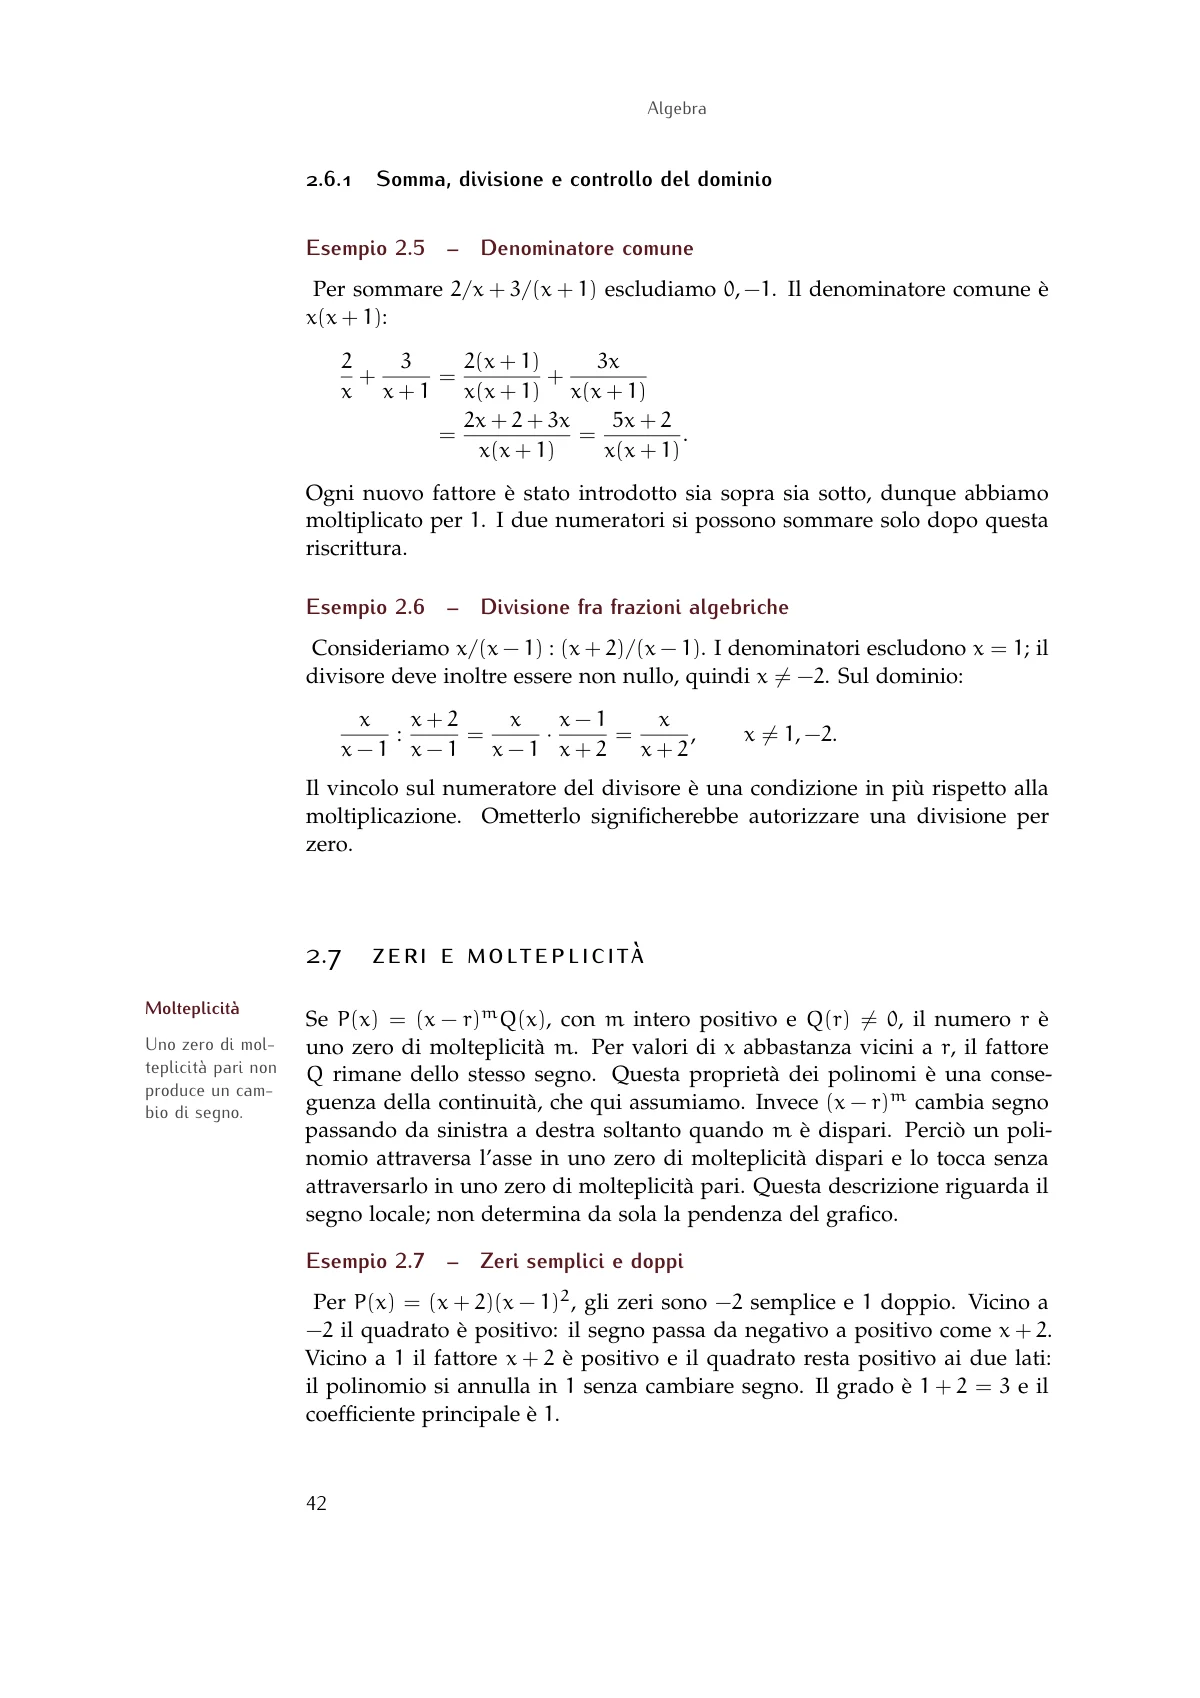 Algebra
2.6.1 Somma, divisione e controllo del dominio
Esempio 2.5 – Denominatore comune
Per sommare 2/x + 3/(x + 1) escludiamo 0, −1. Il denominatore comune è
x(x + 1):
2/x + 3/(x + 1) = 2(x + 1)/x(x + 1) + 3x/x(x + 1)
= (2x + 2 + 3x)/x(x + 1) = (5x + 2)/x(x + 1).
Ogni nuovo fattore è stato introdotto sia sopra sia sotto, dunque abbiamo
moltiplicato per 1. I due numeratori si possono sommare solo dopo questa
riscrittura.
Esempio 2.6 – Divisione fra frazioni algebriche
Consideriamo x/(x − 1) : (x + 2)/(x − 1). I denominatori escludono x = 1; il
divisore deve inoltre essere non nullo, quindi x ≠ −2. Sul dominio:
x/(x − 1) : (x + 2)/(x − 1) = x/(x − 1) · (x − 1)/(x + 2) = x/(x + 2), x ≠ 1, −2.
Il vincolo sul numeratore del divisore è una condizione in più rispetto alla
moltiplicazione. Ometterlo significherebbe autorizzare una divisione per
zero.
2.7 ZERI E MOLTEPLICITÀ
Molteplicità
Uno zero di mol-
teplicità pari non
produce un cam-
bio di segno.
Se P(x) = (x − r)^m Q(x), con m intero positivo e Q(r) ≠ 0, il numero r è
uno zero di molteplicità m. Per valori di x abbastanza vicini a r, il fattore
Q rimane dello stesso segno. Questa proprietà dei polinomi è una conse-
guenza della continuità, che qui assumiamo. Invece (x − r)^m cambia segno
passando da sinistra a destra soltanto quando m è dispari. Perciò un poli-
nomio attraversa l'asse in uno zero di molteplicità dispari e lo tocca senza
attraversarlo in uno zero di molteplicità pari. Questa descrizione riguarda il
segno locale; non determina da sola la pendenza del grafico.
Esempio 2.7 – Zeri semplici e doppi
Per P(x) = (x + 2)(x − 1)², gli zeri sono −2 semplice e 1 doppio. Vicino a
−2 il quadrato è positivo: il segno passa da negativo a positivo come x + 2.
Vicino a 1 il fattore x + 2 è positivo e il quadrato resta positivo ai due lati:
il polinomio si annulla in 1 senza cambiare segno. Il grado è 1 + 2 = 3 e il
coefficiente principale è 1.
42